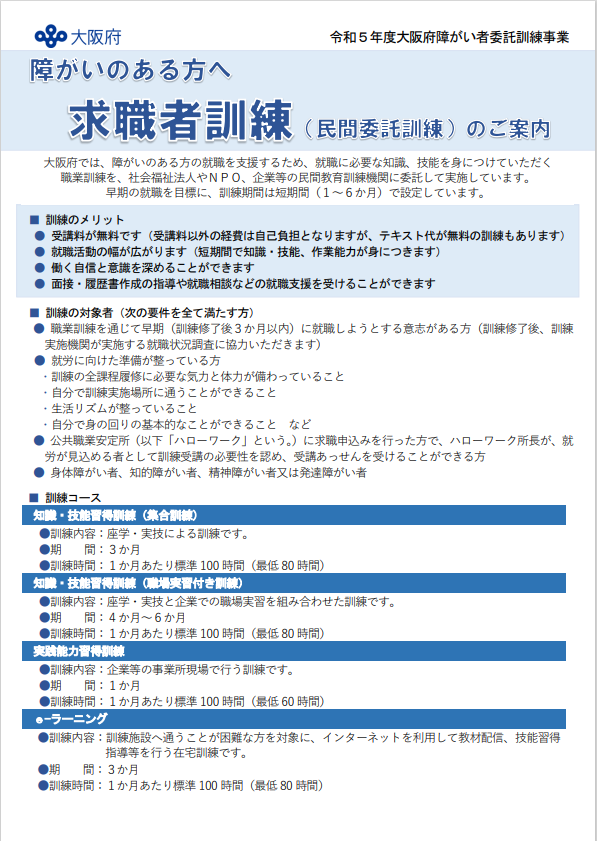 大阪府
令和５年度大阪府障がい者委託訓練事業
障がいのある方へ
求職者訓練（民間委託訓練）のご案内
大阪府では、障がいのある方の就職を支援するため、就職に必要な知識、技能を身につけていただく
職業訓練を、社会福祉法人やＮＰＯ、企業等の民間教育訓練機関に委託して実施しています。
早期の就職を目標に、訓練期間は短期間（１～６か月）で設定しています。
■ 訓練のメリット
● 受講料が無料です（受講料以外の経費は自己負担となりますが、テキスト代が無料の訓練もあります）
● 就職活動の幅が広がります（短期間で知識・技能、作業能力が身につきます）
● 働く自信と意識を深めることができます
● 面接・履歴書作成の指導や就職相談などの就職支援を受けることができます
■ 訓練の対象者（次の要件を全て満たす方）
● 職業訓練を通じて早期（訓練修了後３か月以内）に就職しようとする意志がある方（訓練修了後、訓練
実施機関が実施する就職状況調査に協力いただきます）
● 就労に向けた準備が整っている方
・訓練の全課程履修に必要な気力と体力が備わっていること
・自分で訓練実施場所に通うことができること
・生活リズムが整っていること
・自分で身の回りの基本的なことができること　など
● 公共職業安定所（以下「ハローワーク」という。）に求職申込みを行った方で、ハローワーク所長が、就
労が見込める者として訓練受講の必要性を認め、受講あっせんを受けることができる方
● 身体障がい者、知的障がい者、精神障がい者又は発達障がい者
■ 訓練コース
知識・技能習得訓練（集合訓練）
●訓練内容：座学・実技による訓練です。
●期　　間：３か月
●訓練時間：１か月あたり標準 100 時間（最低 80 時間）
知識・技能習得訓練（職場実習付き訓練）
●訓練内容：座学・実技と企業での職場実習を組み合わせた訓練です。
●期　　間：４か月～６か月
●訓練時間：１か月あたり標準 100 時間（最低 80 時間）
実践能力習得訓練
●訓練内容：企業等の事業所現場で行う訓練です。
●期　　間：１か月
●訓練時間：１か月あたり標準 100 時間（最低 60 時間）
e-ラーニング
●訓練内容：訓練施設へ通うことが困難な方を対象に、インターネットを利用して教材配信、技能習得
指導等を行う在宅訓練です。
●期　　間：３か月
●訓練時間：１か月あたり標準 100 時間（最低 80 時間）